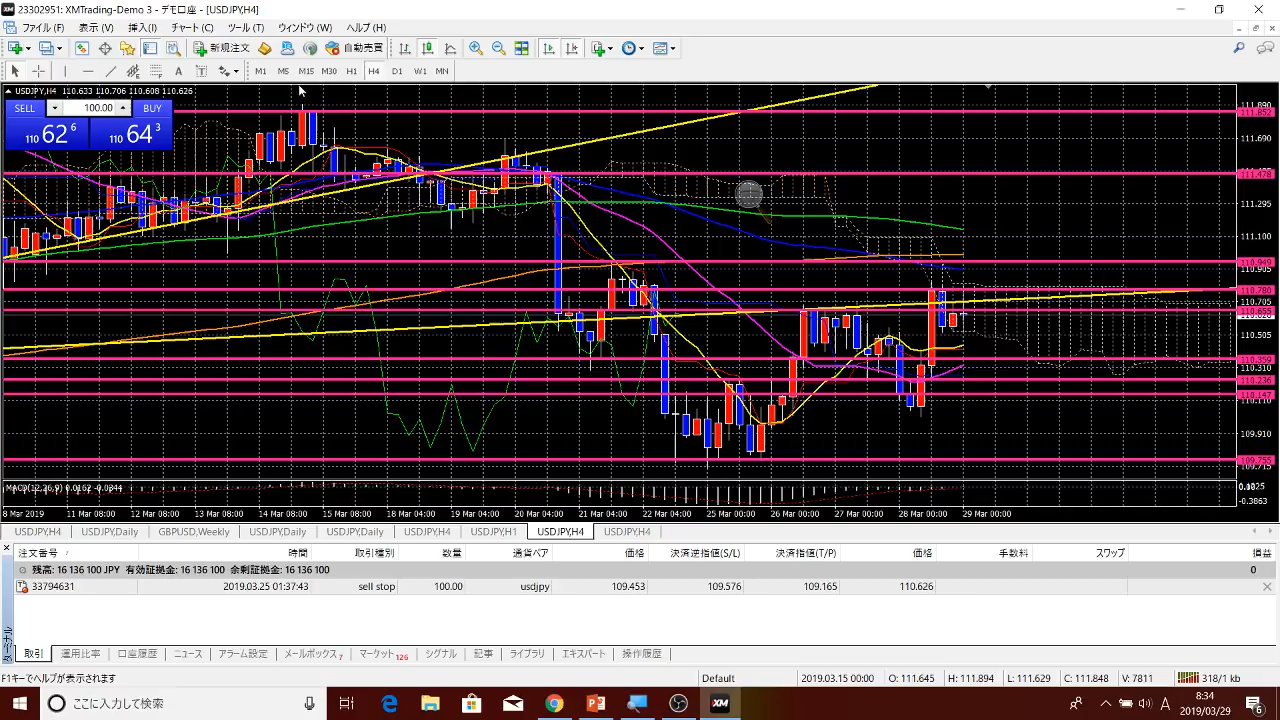 23302951: XMTrading-Demo 3 - デモ口座 - [USDJPY,H4]
ファイル (F) 表示 (V) 挿入(I) チャート (C) ツール (T) ウィンドウ (W) ヘルプ (H)
新規注文 自動売買
A T M1 M5 M15 M30 H1 H4 D1 W1 MN
USDJPY,H4 110.633 110.706 110.608 110.626
SELL 100.00 BUY
110 62 6 110 64 3
111.890
111.852
111.690
111.478
111.295
111.100
110.949
110.905
110.780
110.705
110.655
110.505
110.359
110.310
110.236
110.147
110.110
109.910
109.755
109.715
MACD(12,26,9) 0.0162 -0.0344
-0.3863
8 Mar 2019 11 Mar 08:00 12 Mar 08:00 13 Mar 08:00 14 Mar 08:00 15 Mar 08:00 18 Mar 04:00 19 Mar 04:00 20 Mar 04:00 21 Mar 04:00 22 Mar 04:00 25 Mar 00:00 26 Mar 00:00 27 Mar 00:00 28 Mar 00:00 29 Mar 00:00
USDJPY,H4 USDJPY,Daily GBPUSD,Weekly USDJPY,Daily USDJPY,Daily USDJPY,H4 USDJPY,H1 USDJPY,H4 USDJPY,H4
注文番号 / 時間 取引種別 数量 通貨ペア 価格 決済逆指値(S/L) 決済指値(T/P) 価格 手数料 スワップ 損益
残高: 16 136 100 JPY 有効証拠金: 16 136 100 余剰証拠金: 16 136 100 0
33794631 2019.03.25 01:37:43 sell stop 100.00 usdjpy 109.453 109.576 109.165 110.626
ターミナル
取引 運用比率 口座履歴 ニュース アラーム設定 メールボックス 7 マーケット 126 シグナル 記事 ライブラリ エキスパート 操作履歴
F1キーでヘルプが表示されます Default 2019.03.15 00:00 O: 111.645 H: 111.894 L: 111.629 C: 111.848 V: 7811 318/1 kb
ここに入力して検索
XM
A
8:34
2019/03/29
6